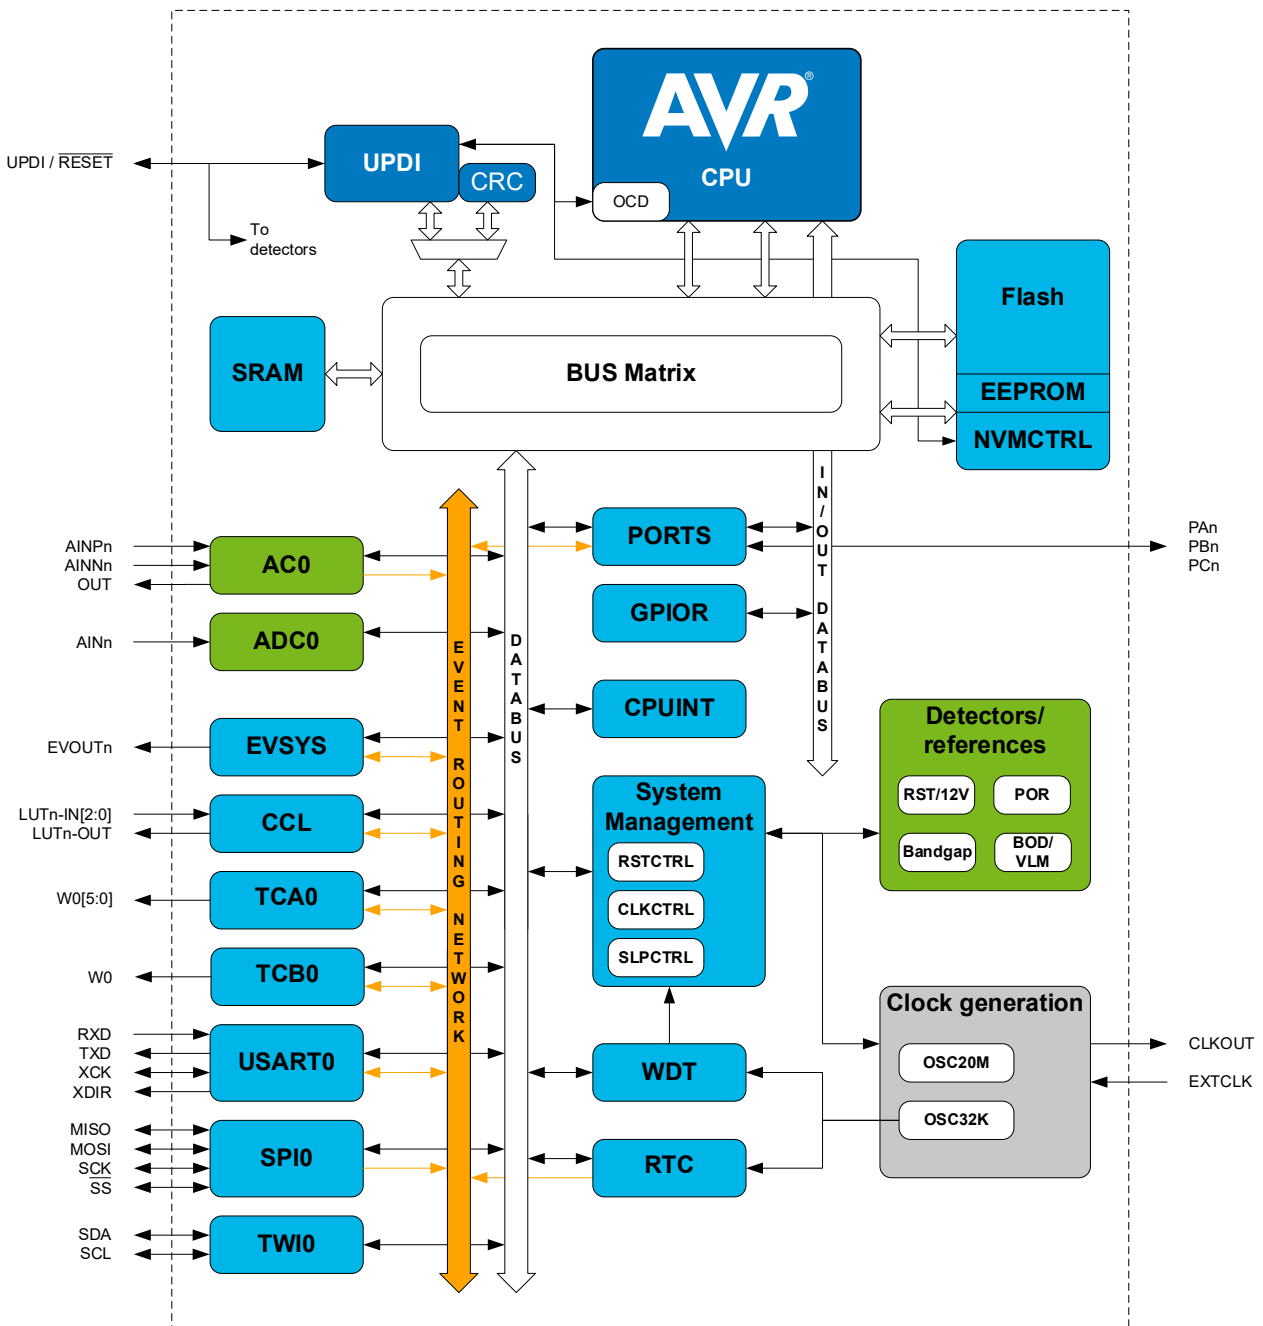 AVR®
CPU
OCD
UPDI / RESET
UPDI
CRC
To
detectors
Flash
EEPROM
NVMCTRL
SRAM
BUS Matrix
IN/OUT DATABUS
DATABUS
EVENT ROUTING NETWORK
AINPn
AINNn
OUT
AC0
AINn
ADC0
EVOUTn
EVSYS
LUTn-IN[2:0]
LUTn-OUT
CCL
W0[5:0]
TCA0
W0
TCB0
RXD
TXD
XCK
XDIR
USART0
MISO
MOSI
SCK
SS
SPI0
SDA
SCL
TWI0
PORTS
PAn
PBn
PCn
GPIOR
CPUINT
System
Management
RSTCTRL
CLKCTRL
SLPCTRL
WDT
RTC
Detectors/
references
RST/12V
POR
Bandgap
BOD/
VLM
Clock generation
OSC20M
OSC32K
CLKOUT
EXTCLK